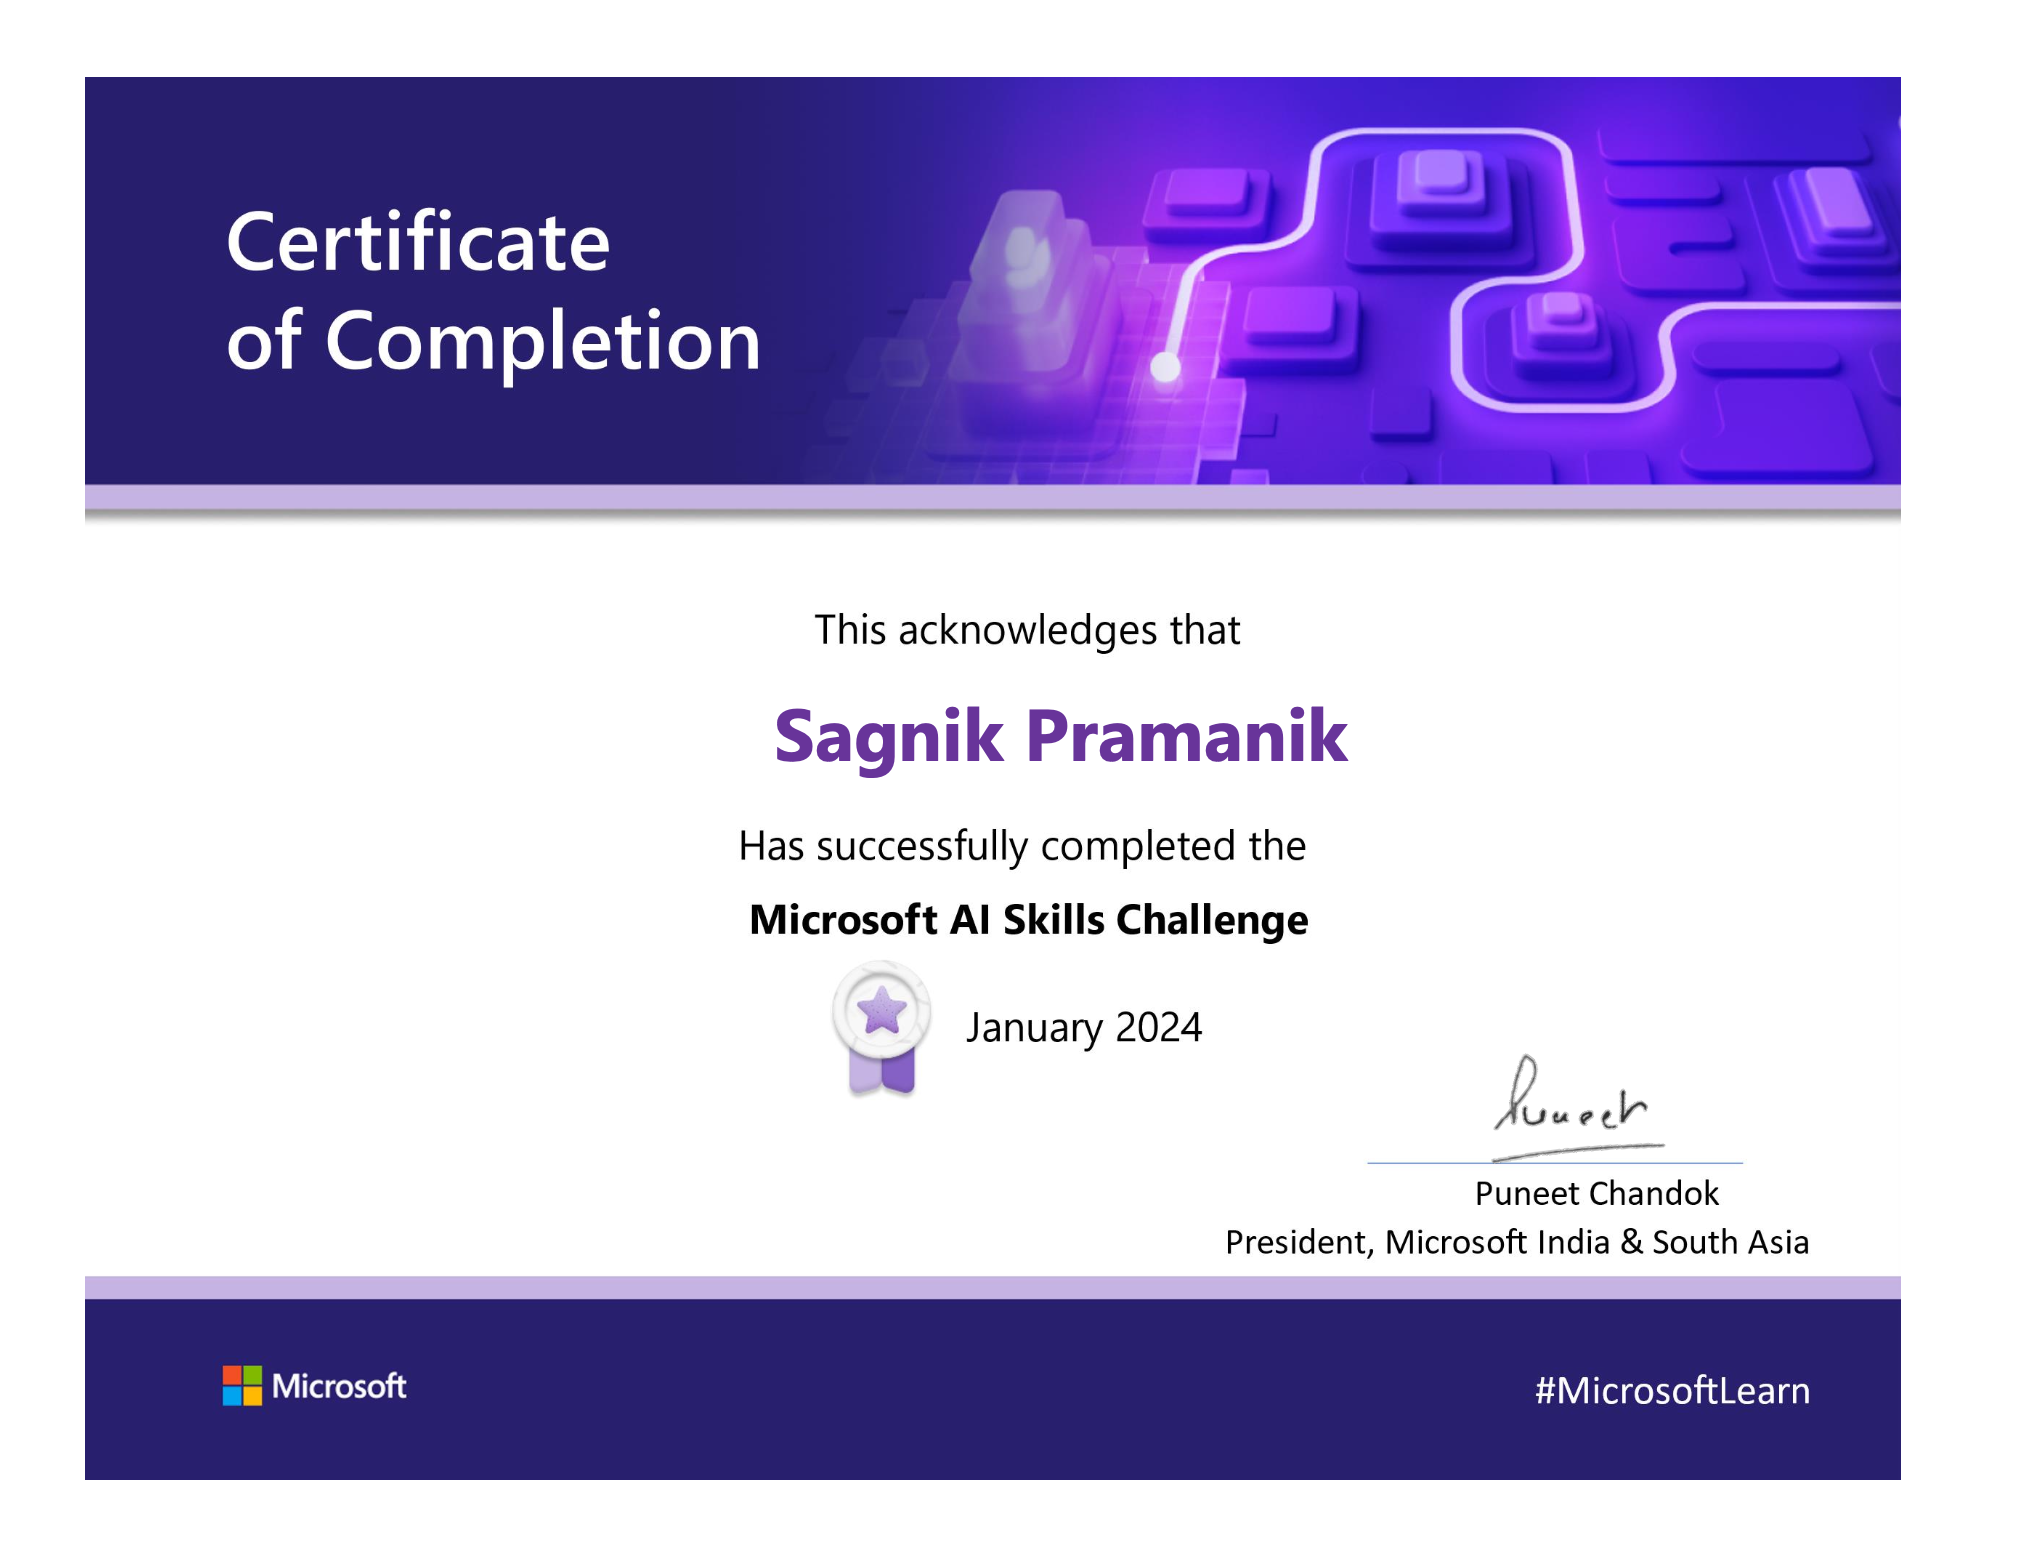 Certificate
of Completion
This acknowledges that
Sagnik Pramanik
Has successfully completed the
Microsoft AI Skills Challenge
January 2024
Puneet
Puneet Chandok
President, Microsoft India & South Asia
Microsoft
#MicrosoftLearn